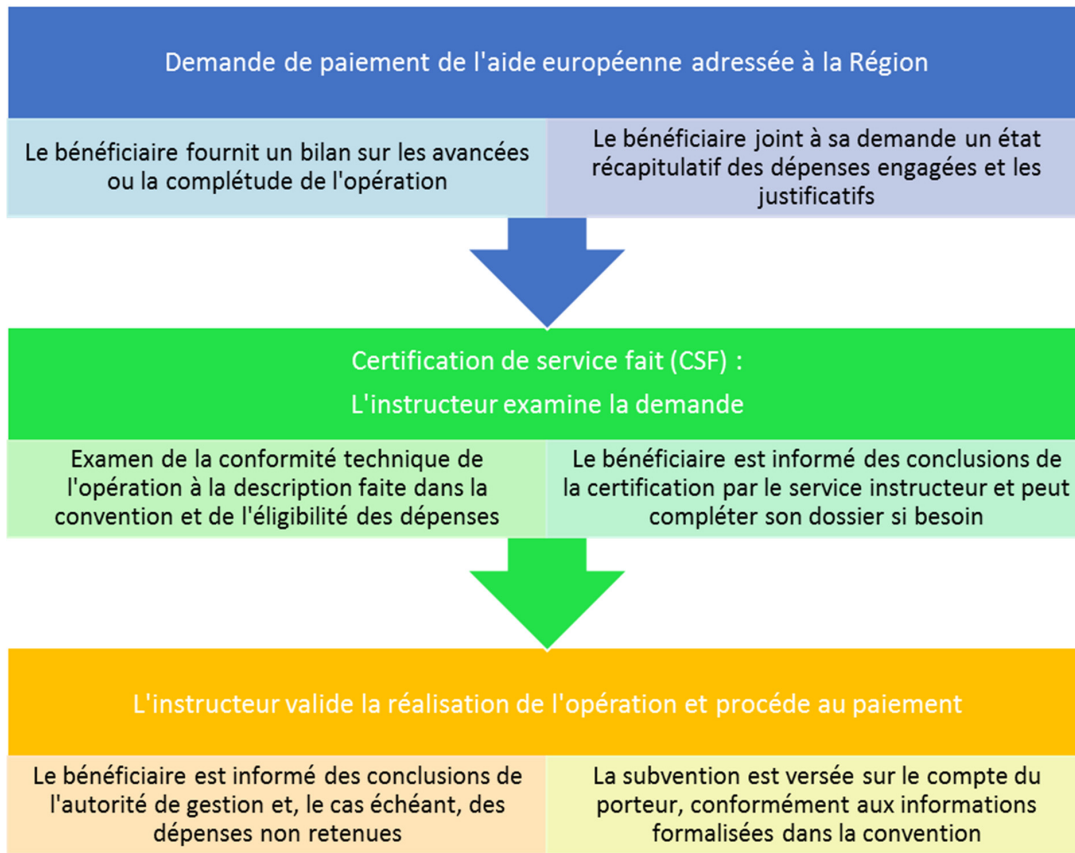 Demande de paiement de l'aide européenne adressée à la Région
Le bénéficiaire fournit un bilan sur les avancées
ou la complétude de l'opération
Le bénéficiaire joint à sa demande un état
récapitulatif des dépenses engagées et les
justificatifs
Certification de service fait (CSF) :
L'instructeur examine la demande
Examen de la conformité technique de
l'opération à la description faite dans la
convention et de l'éligibilité des dépenses
Le bénéficiaire est informé des conclusions de
la certification par le service instructeur et peut
compléter son dossier si besoin
L'instructeur valide la réalisation de l'opération et procéde au paiement
Le bénéficiaire est informé des conclusions de
l'autorité de gestion et, le cas échéant, des
dépenses non retenues
La subvention est versée sur le compte du
porteur, conformément aux informations
formalisées dans la convention